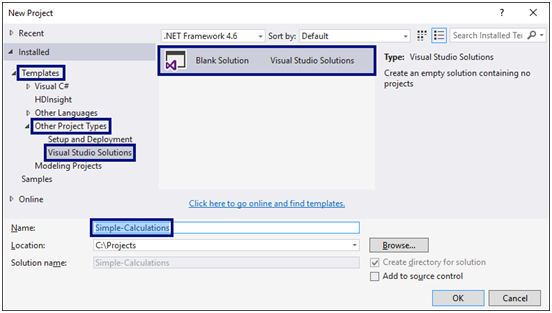 New Project
? ×
Recent
.NET Framework 4.6 Sort by: Default
Search Installed Te
Installed
Templates
Visual C#
HDInsight
Other Languages
Other Project Types
Setup and Deployment
Visual Studio Solutions
Modeling Projects
Samples
Online
Blank Solution Visual Studio Solutions
Type: Visual Studio Solutions
Create an empty solution containing no
projects
Click here to go online and find templates.
Name: Simple-Calculations
Location: C:\Projects
Browse...
Solution name: Simple-Calculations
Create directory for solution
Add to source control
OK Cancel